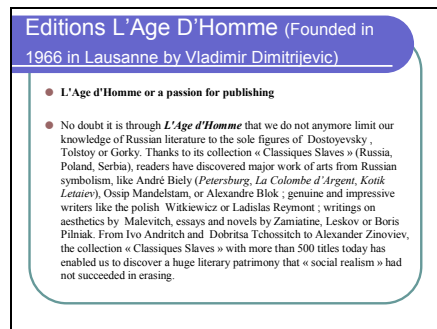 Editions L'Age D'Homme (Founded in
1966 in Lausanne by Vladimir Dimitrijevic)
L'Age d'Homme or a passion for publishing
No doubt it is through L'Age d'Homme that we do not anymore limit our
knowledge of Russian literature to the sole figures of Dostoyevsky ,
Tolstoy or Gorky. Thanks to its collection « Classiques Slaves » (Russia,
Poland, Serbia), readers have discovered major work of arts from Russian
symbolism, like André Biely (Petersburg, La Colombe d'Argent, Kotik
Letaiev), Ossip Mandelstam, or Alexandre Blok ; genuine and impressive
writers like the polish Witkiewicz or Ladislas Reymont ; writings on
aesthetics by Malevitch, essays and novels by Zamiatine, Leskov or Boris
Pilniak. From Ivo Andritch and Dobritsa Tchossitch to Alexander Zinoviev,
the collection « Classiques Slaves » with more than 500 titles today has
enabled us to discover a huge literary patrimony that « social realism » had
not succeeded in erasing.